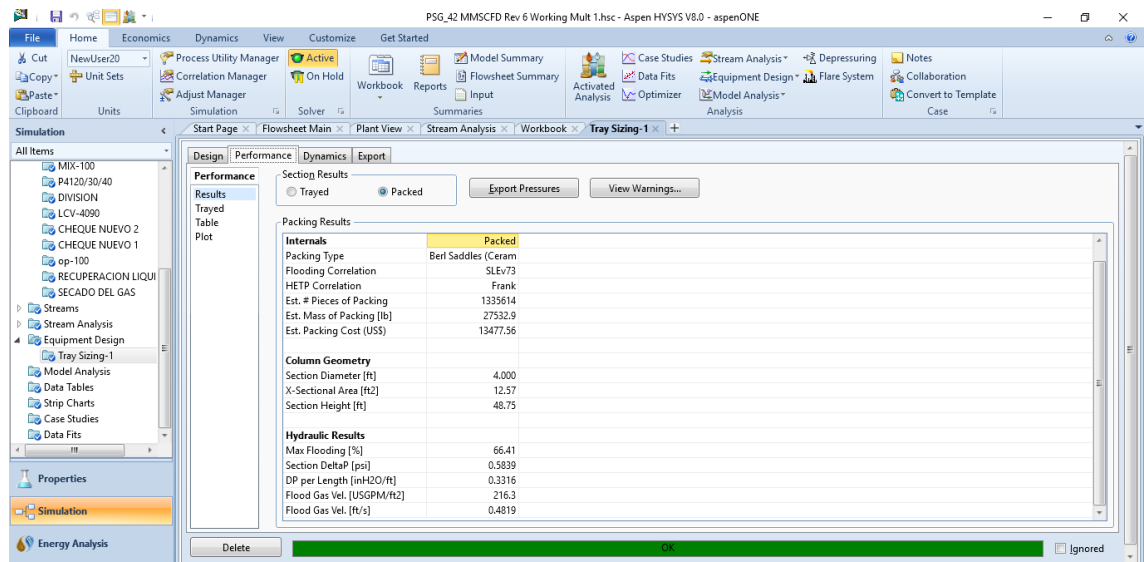 PSG_42 MMSCFD Rev 6 Working Mult 1.hsc - Aspen HYSYS V8.0 - aspenONE
File Home Economics Dynamics View Customize Get Started
Cut
Copy
Paste
Clipboard
NewUser20
Unit Sets
Units
Process Utility Manager
Correlation Manager
Adjust Manager
Simulation
Active
On Hold
Solver
Workbook
Reports
Model Summary
Flowsheet Summary
Input
Summaries
Activated
Analysis
Case Studies Stream Analysis Depressuring
Data Fits Equipment Design Flare System
Optimizer Model Analysis
Analysis
Notes
Collaboration
Convert to Template
Case
Simulation
All Items
MIX-100
P4120/30/40
DIVISION
LCV-4090
CHEQUE NUEVO 2
CHEQUE NUEVO 1
op-100
RECUPERACION LIQUI
SECADO DEL GAS
Streams
Stream Analysis
Equipment Design
Tray Sizing-1
Model Analysis
Data Tables
Strip Charts
Case Studies
Data Fits
Properties
Simulation
Energy Analysis
Start Page Flowsheet Main Plant View Stream Analysis Workbook Tray Sizing-1 +
Design Performance Dynamics Export
Performance
Results
Trayed
Table
Plot
Section Results
Trayed Packed
Export Pressures View Warnings...
Packing Results
Internals Packed
Packing Type Berl Saddles (Ceram
Flooding Correlation SLEv73
HETP Correlation Frank
Est. # Pieces of Packing 1335614
Est. Mass of Packing [lb] 27532.9
Est. Packing Cost (US$) 13477.56
Column Geometry
Section Diameter [ft] 4.000
X-Sectional Area [ft2] 12.57
Section Height [ft] 48.75
Hydraulic Results
Max Flooding [%] 66.41
Section DeltaP [psi] 0.5839
DP per Length [inH2O/ft] 0.3316
Flood Gas Vel. [USGPM/ft2] 216.3
Flood Gas Vel. [ft/s] 0.4819
Delete OK Ignored